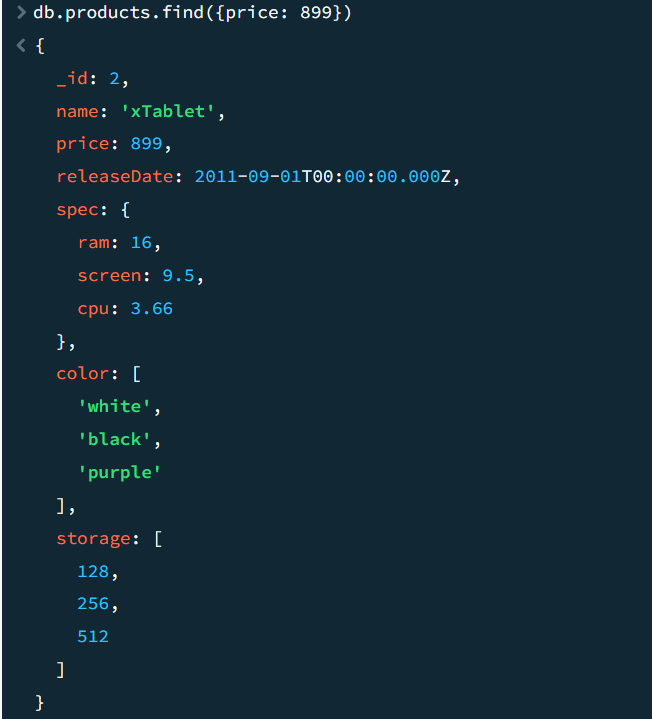 > db.products.find({price: 899})
< {
_id: 2,
name: 'xTablet',
price: 899,
releaseDate: 2011-09-01T00:00:00.000Z,
spec: {
ram: 16,
screen: 9.5,
cpu: 3.66
},
color: [
'white',
'black',
'purple'
],
storage: [
128,
256,
512
]
}